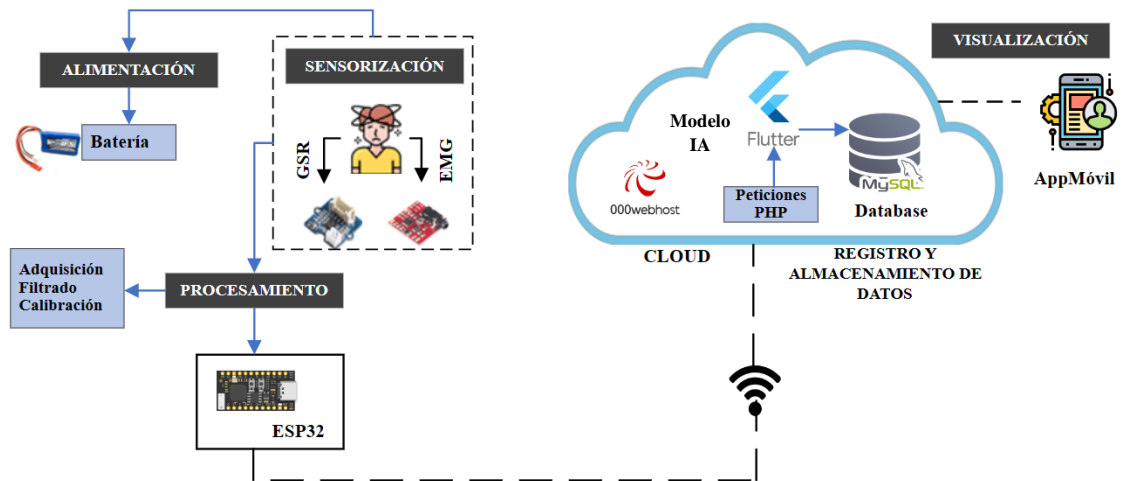 ALIMENTACIÓN
Batería
SENSORIZACIÓN
GSR
EMG
Adquisición
Filtrado
Calibración
PROCESAMIENTO
ESP32
Modelo
IA
Flutter
000webhost
Peticiones
PHP
MySQL
Database
CLOUD
REGISTRO Y
ALMACENAMIENTO DE
DATOS
VISUALIZACIÓN
AppMóvil